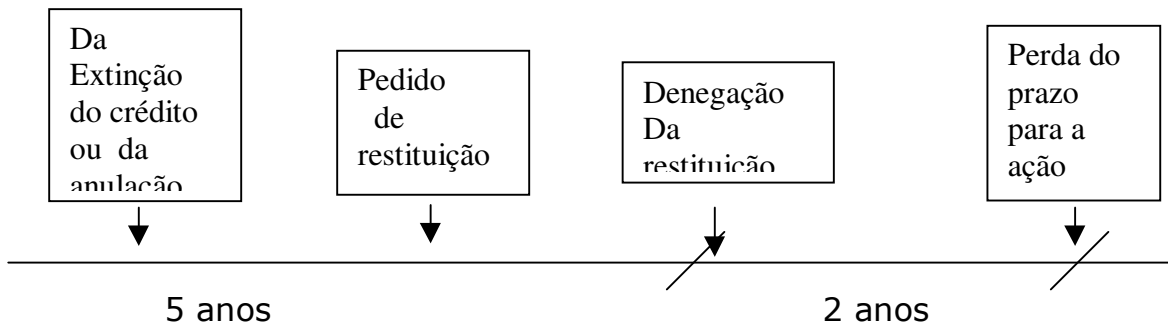 Da
Extinção
do crédito
ou da
anulação
Pedido
de
restituição
Denegação
Da
restituição
Perda do
prazo
para a
ação
5 anos
2 anos